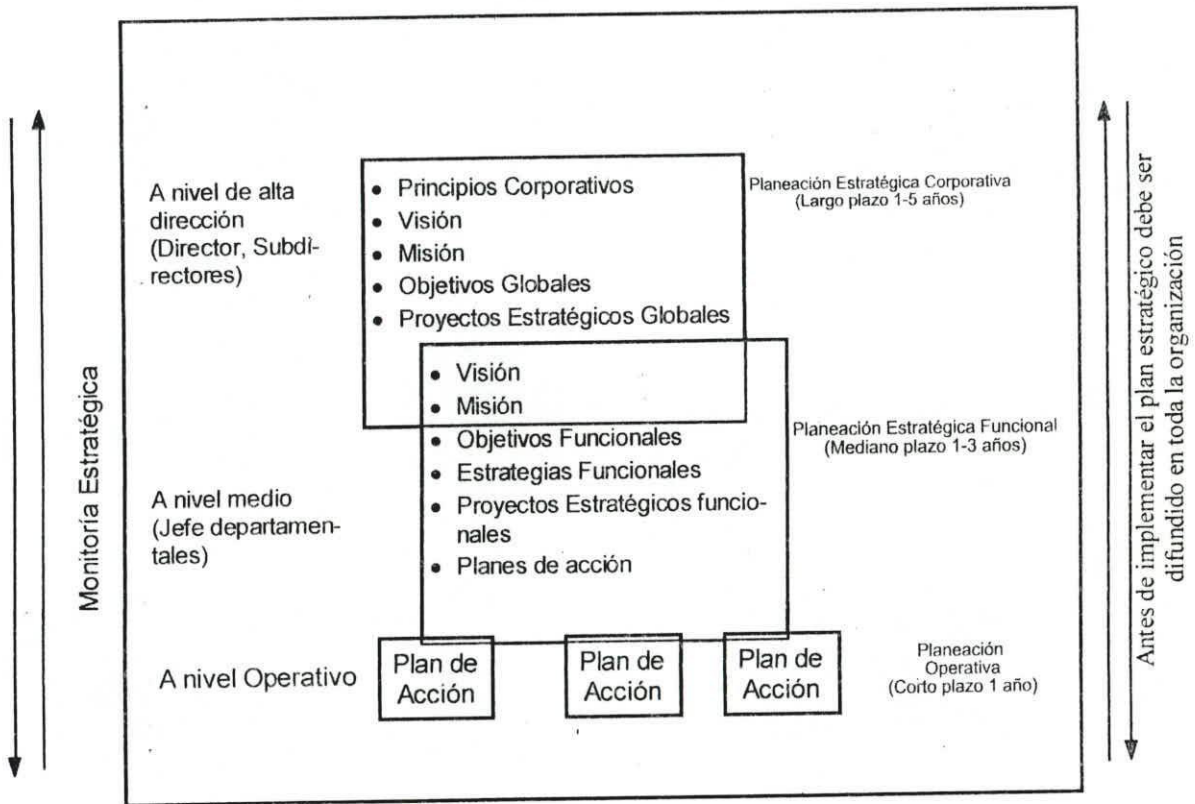 A nivel de alta
dirección
(Director, Subdi-
rectores)
• Principios Corporativos
• Visión
• Misión
• Objetivos Globales
• Proyectos Estratégicos Globales
Planeación Estratégica Corporativa
(Largo plazo 1-5 años)
Monitoría Estratégica
A nivel medio
(Jefe departamen-
tales)
• Visión
• Misión
• Objetivos Funcionales
• Estrategias Funcionales
• Proyectos Estratégicos funcio-
nales
• Planes de acción
Planeación Estratégica Funcional
(Mediano plazo 1-3 años)
A nivel Operativo
Plan de
Acción
Plan de
Acción
Plan de
Acción
Planeación
Operativa
(Corto plazo 1 año)
Antes de implementar el plan estratégico debe ser
difundido en toda la organización